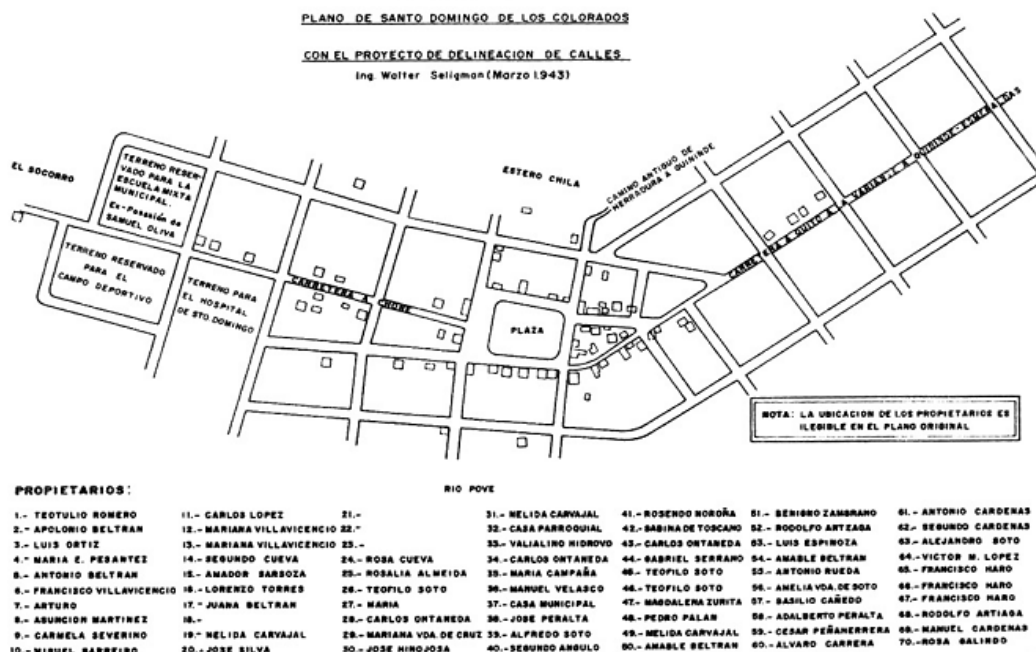 PLANO DE SANTO DOMINGO DE LOS COLORADOS
CON EL PROYECTO DE DELINEACION DE CALLES
Ing. Walter Seligman (Marzo 1.943)
EL SOCORRO
TERRENO RESER-
VADO PARA LA
ESCUELA MIXTA
MUNICIPAL.
Ex-Posesión de
SAMUEL OLIVA
TERRENO RESERVADO
PARA EL
CAMPO DEPORTIVO
TERRENO PARA
EL HOSPITAL
DE STO. DOMINGO
CARRETERA A CHONE
ESTERO CHILA
CAMINO ANTIGUO DE
HERRADURA A QUININDE
PLAZA
CARRETERA A QUITO A LA VARIAS, C A QUININDE-ESMERALDAS
NOTA: LA UBICACION DE LOS PROPIETARIOS ES
ILEGIBLE EN EL PLANO ORIGINAL
RIO POVE
PROPIETARIOS:
1.- TEOTULIO ROMERO
2.- APOLONIO BELTRAN
3.- LUIS ORTIZ
4.- MARIA E. PESANTEZ
5.- ANTONIO BELTRAN
6.- FRANCISCO VILLAVICENCIO
7.- ARTURO
8.- ASUNCION MARTINEZ
9.- CARMELA SEVERINO
10.- MIGUEL BARREIRO
11.- CARLOS LOPEZ
12.- MARIANA VILLAVICENCIO
13.- MARIANA VILLAVICENCIO
14.- SEGUNDO CUEVA
15.- AMADOR SARSOZA
16.- LORENZO TORRES
17.- JUANA BELTRAN
18.-
19.- NELIDA CARVAJAL
20.- JOSE SILVA
21.-
22.-
23.-
24.- ROSA CUEVA
25.- ROSALIA ALMEIDA
26.- TEOFILO SOTO
27.- MARIA
28.- CARLOS ONTANEDA
29.- MARIANA VDA. DE CRUZ
30.- JOSE HINOJOSA
31.- NELIDA CARVAJAL
32.- CASA PARROQUIAL
33.- VALIALINO HIDROVO
34.- CARLOS ONTANEDA
35.- MARIA CAMPAÑA
36.- MANUEL VELASCO
37.- CASA MUNICIPAL
38.- JOSE PERALTA
39.- ALFREDO SOTO
40.- SEGUNDO ANGULO
41.- ROSENDO NOROÑA
42.- SABINA DE TOSCANO
43.- CARLOS ONTANEDA
44.- GABRIEL SERRANO
45.- TEOFILO SOTO
46.- TEOFILO SOTO
47.- MAGDALENA ZURITA
48.- PEDRO PALAN
49.- NELIDA CARVAJAL
50.- AMABLE BELTRAN
51.- BENIGNO ZAMBRANO
52.- RODOLFO ARTEAGA
53.- LUIS ESPINOZA
54.- AMABLE BELTRAN
55.- ANTONIO RUEDA
56.- AMELIA VDA. DE SOTO
57.- BASILIO CAÑEDO
58.- ADALBERTO PERALTA
59.- CESAR PEÑAHERRERA
60.- ALVARO CARRERA
61.- ANTONIO CARDENAS
62.- SEGUNDO CARDENAS
63.- ALEJANDRO SOTO
64.- VICTOR M. LOPEZ
65.- FRANCISCO HARO
66.- FRANCISCO HARO
67.- FRANCISCO HARO
68.- RODOLFO ARTIAGA
69.- MANUEL CARDENAS
70.- ROSA GALINDO